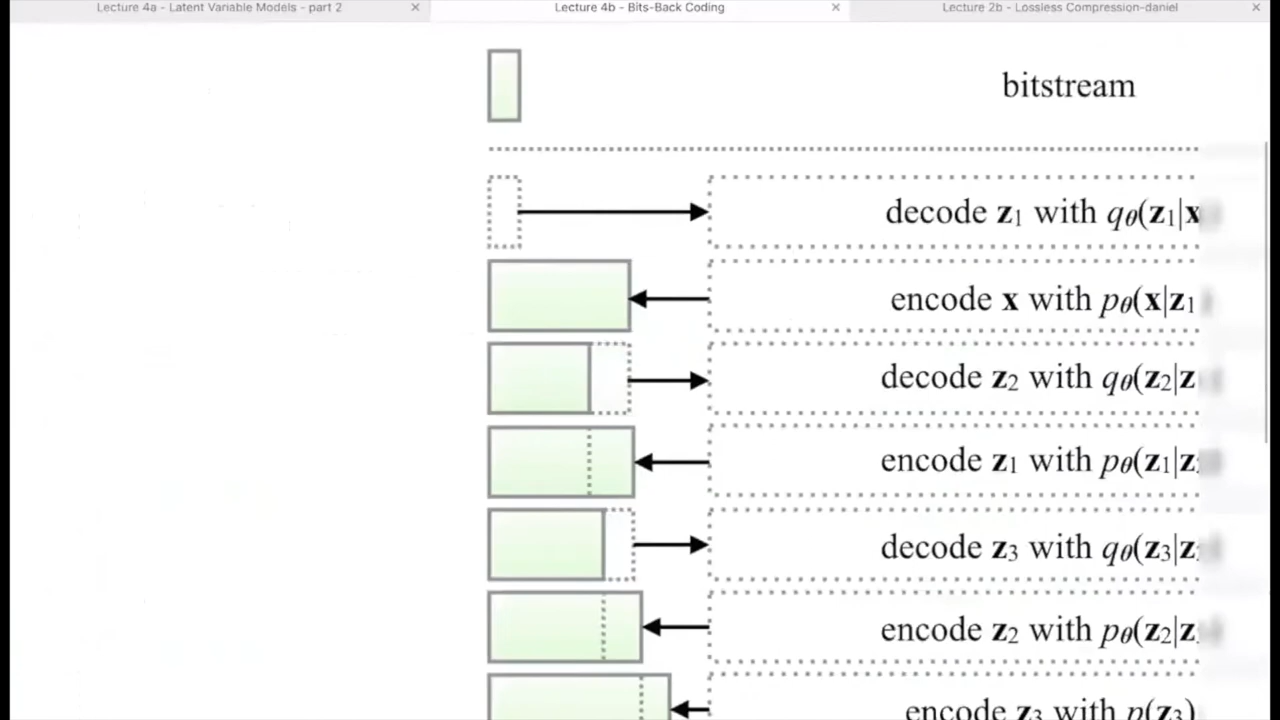 Lecture 4a - Latent Variable Models - part 2
Lecture 4b - Bits-Back Coding
Lecture 2b - Lossless Compression-daniel
bitstream
decode z₁ with qθ(z₁|x
encode x with pθ(x|z₁
decode z₂ with qθ(z₂|z
encode z₁ with pθ(z₁|z
decode z₃ with qθ(z₃|z
encode z₂ with pθ(z₂|z
encode z₃ with p(z₃)